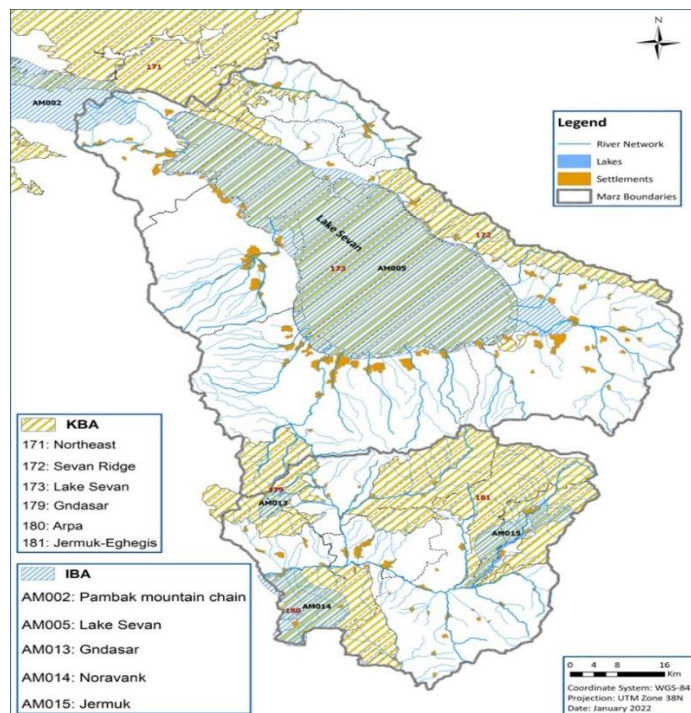 N
171
AM002
Legend
River Network
Lakes
Settlements
Marz Boundaries
172
Lake Sevan
173
AM005
KBA
171: Northeast
172: Sevan Ridge
173: Lake Sevan
179: Gndasar
180: Arpa
181: Jermuk-Eghegis
179
AM013
181
AM015
180
AM014
IBA
AM002: Pambak mountain chain
AM005: Lake Sevan
AM013: Gndasar
AM014: Noravank
AM015: Jermuk
0 4 8 16
Km
Coordinate System: WGS-84
Projection: UTM Zone 38N
Date: January 2022